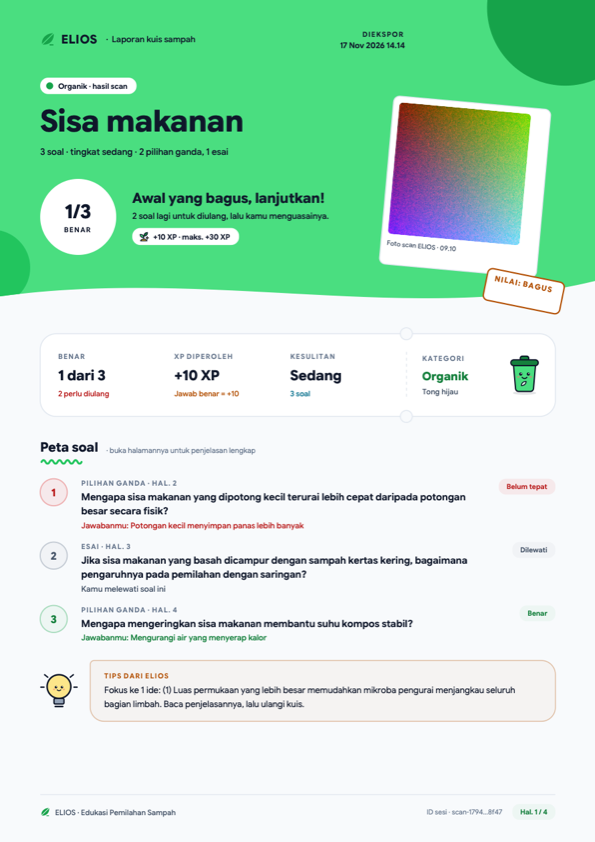 ELIOS · Laporan kuis sampah
DIEKSPOR
17 Nov 2026 14.14
Organik · hasil scan
Sisa makanan
3 soal · tingkat sedang · 2 pilihan ganda, 1 esai
1/3
BENAR
Awal yang bagus, lanjutkan!
2 soal lagi untuk diulang, lalu kamu menguasainya.
+10 XP · maks. +30 XP
Foto scan ELIOS · 09.10
NILAI: BAGUS
BENAR
1 dari 3
2 perlu diulang
XP DIPEROLEH
+10 XP
Jawab benar = +10
KESULITAN
Sedang
3 soal
KATEGORI
Organik
Tong hijau
Peta soal · buka halamannya untuk penjelasan lengkap
1
PILIHAN GANDA · HAL. 2
Mengapa sisa makanan yang dipotong kecil terurai lebih cepat daripada potongan
besar secara fisik?
Jawabanmu: Potongan kecil menyimpan panas lebih banyak
Belum tepat
2
ESAI · HAL. 3
Jika sisa makanan yang basah dicampur dengan sampah kertas kering, bagaimana
pengaruhnya pada pemilahan dengan saringan?
Kamu melewati soal ini
Dilewati
3
PILIHAN GANDA · HAL. 4
Mengapa mengeringkan sisa makanan membantu suhu kompos stabil?
Jawabanmu: Mengurangi air yang menyerap kalor
Benar
TIPS DARI ELIOS
Fokus ke 1 ide: (1) Luas permukaan yang lebih besar memudahkan mikroba pengurai menjangkau seluruh
bagian limbah. Baca penjelasannya, lalu ulangi kuis.
ELIOS · Edukasi Pemilahan Sampah
ID sesi · scan-1794...8f47
Hal. 1 / 4